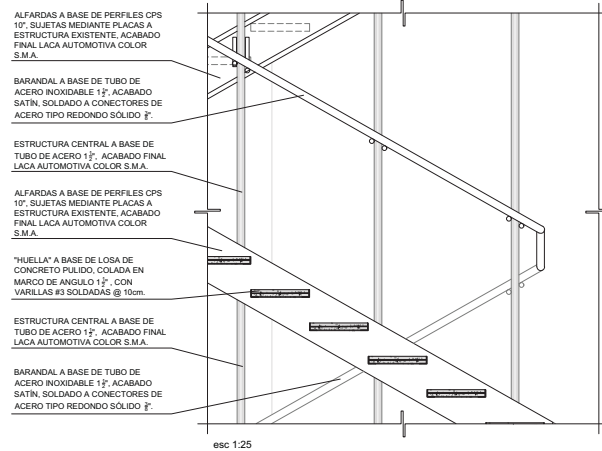 ALFARDAS A BASE DE PERFILES CPS
10", SUJETAS MEDIANTE PLACAS A
ESTRUCTURA EXISTENTE, ACABADO
FINAL LACA AUTOMOTIVA COLOR
S.M.A.
BARANDAL A BASE DE TUBO DE
ACERO INOXIDABLE 1½", ACABADO
SATÍN, SOLDADO A CONECTORES DE
ACERO TIPO REDONDO SÓLIDO
ESTRUCTURA CENTRAL A BASE DE
TUBO DE ACERO 1½", ACABADO FINAL
LACA AUTOMOTIVA COLOR S.M.A.
ALFARDAS A BASE DE PERFILES CPS
10", SUJETAS MEDIANTE PLACAS A
ESTRUCTURA EXISTENTE, ACABADO
FINAL LACA AUTOMOTIVA COLOR
S.M.A.
"HUELLA" A BASE DE LOSA DE
CONCRETO PULIDO, COLADA EN
MARCO DE ANGULO 1½" , CON
VARILLAS #3 SOLDADAS @ 10cm.
ESTRUCTURA CENTRAL A BASE DE
TUBO DE ACERO 1½", ACABADO FINAL
LACA AUTOMOTIVA COLOR S.M.A.
BARANDAL A BASE DE TUBO DE
ACERO INOXIDABLE 1½", ACABADO
SATÍN, SOLDADO A CONECTORES DE
ACERO TIPO REDONDO SÓLIDO
esc 1:25